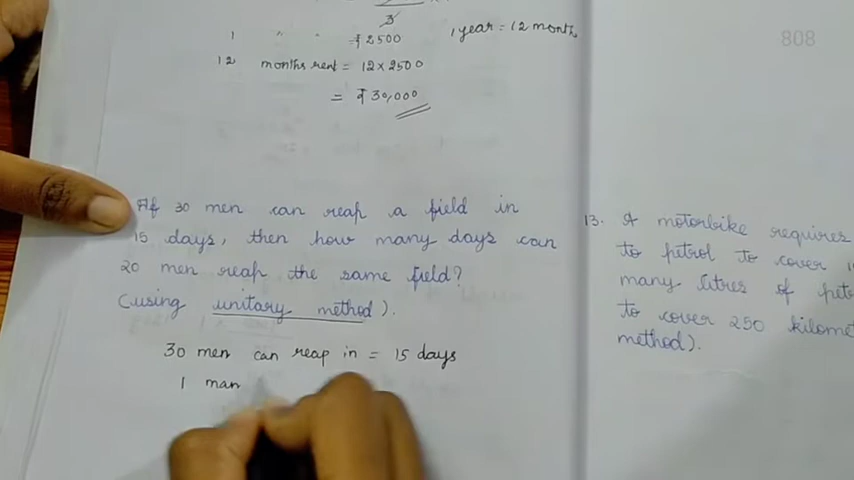 3
1 " " = ₹2500 1 year = 12 months
12 months rent = 12×2500
= ₹30,000
If 30 men can reap a field in
15 days, then how many days can
20 men reap the same field?
(using unitary method).
30 men can reap in = 15 days
1 man
808
13. A motorbike requires
to petrol to cover
many litres of
to cover 250
method).